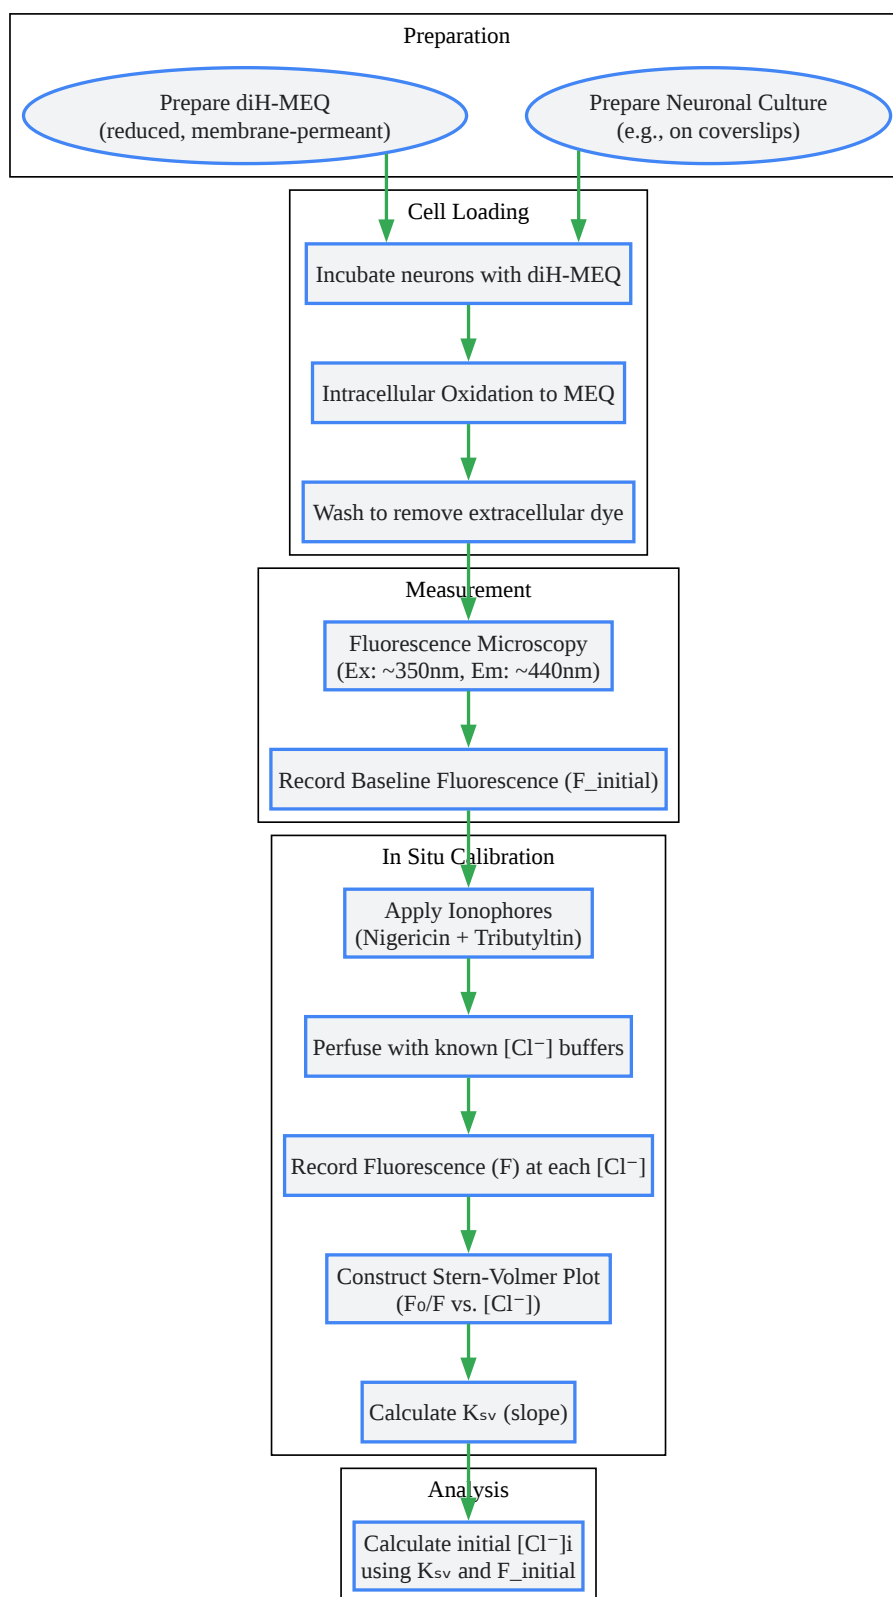 Preparation
Prepare diH-MEQ
(reduced, membrane-permeant)
Prepare Neuronal Culture
(e.g., on coverslips)
Cell Loading
Incubate neurons with diH-MEQ
Intracellular Oxidation to MEQ
Wash to remove extracellular dye
Measurement
Fluorescence Microscopy
(Ex: ~350nm, Em: ~440nm)
Record Baseline Fluorescence (F_initial)
In Situ Calibration
Apply Ionophores
(Nigericin + Tributyltin)
Perfuse with known [Cl⁻] buffers
Record Fluorescence (F) at each [Cl⁻]
Construct Stern-Volmer Plot
(F₀/F vs. [Cl⁻])
Calculate Kₛᵥ (slope)
Analysis
Calculate initial [Cl⁻]i
using Kₛᵥ and F_initial